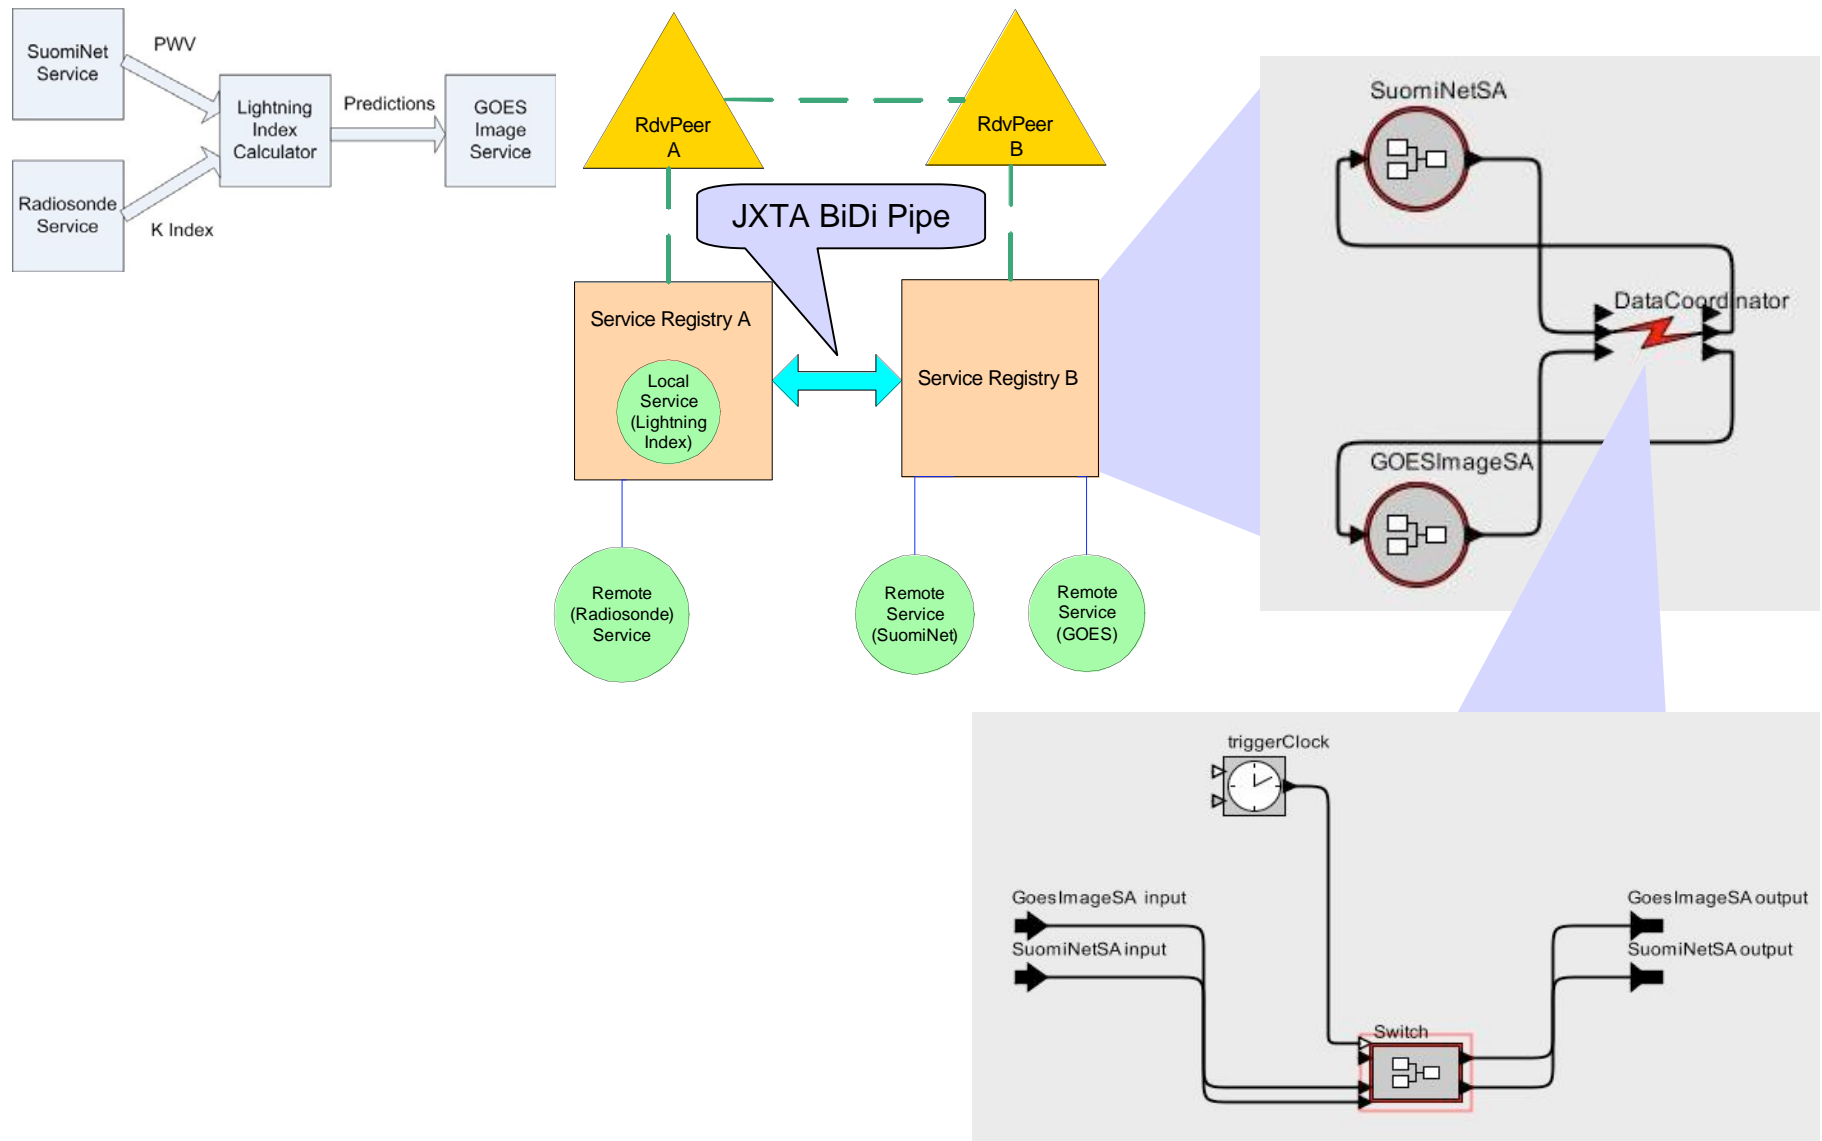 SuomiNet
Service
PWV
Radiosonde
Service
K Index
Lightning
Index
Calculator
Predictions
GOES
Image
Service
RdvPeer
A
RdvPeer
B
JXTA BiDi Pipe
Service Registry A
Local
Service
(Lightning
Index)
Service Registry B
Remote
(Radiosonde)
Service
Remote
Service
(SuomiNet)
Remote
Service
(GOES)
SuomiNetSA
DataCoordinator
GOESImageSA
triggerClock
GoesImageSA input
SuomiNetSA input
GoesImageSA output
SuomiNetSA output
Switch